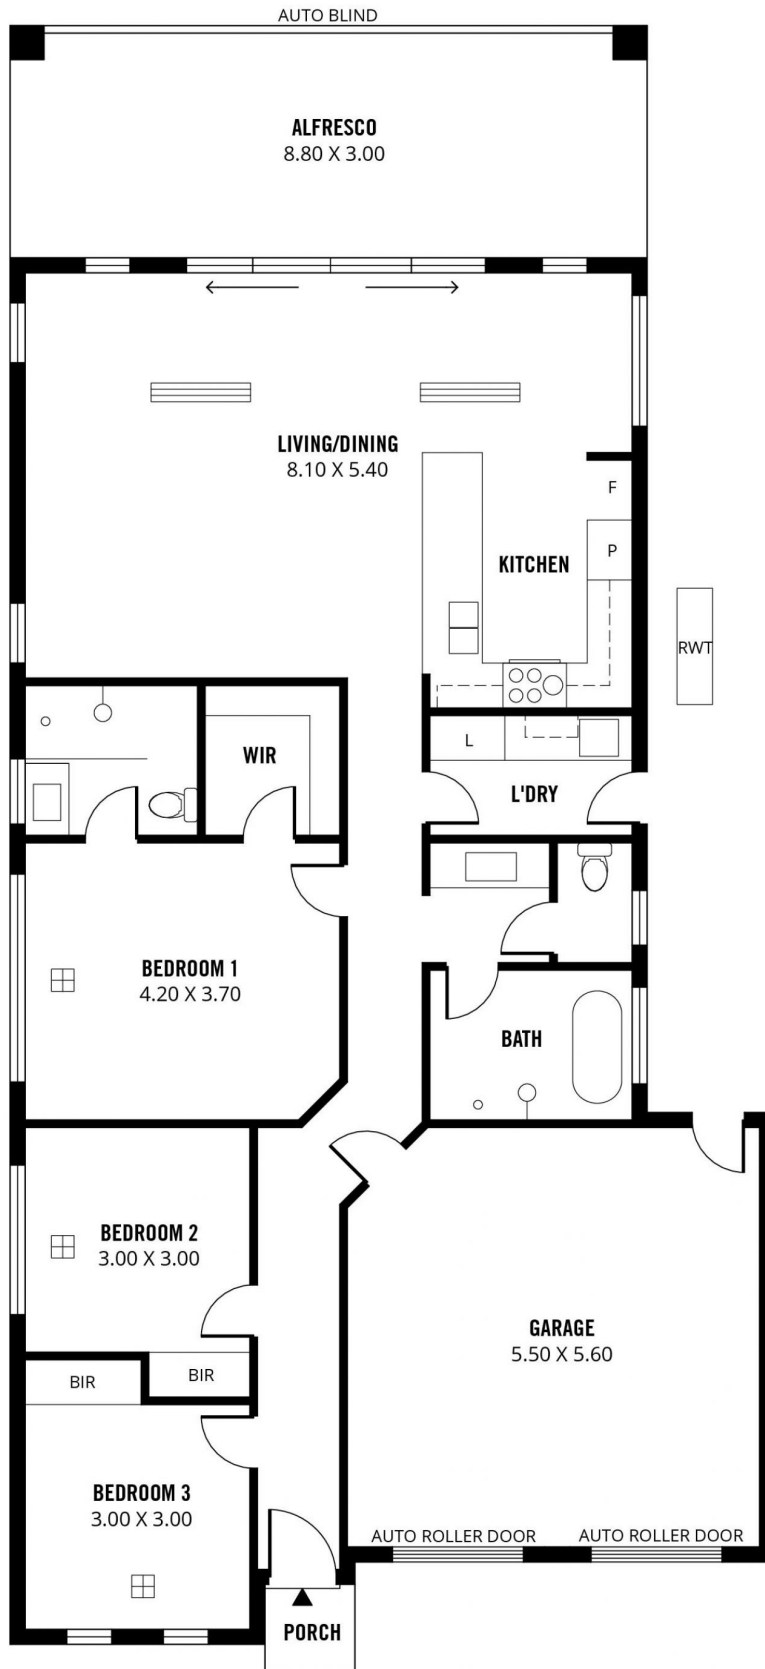 AUTO BLIND
ALFRESCO
8.80 X 3.00
LIVING/DINING
8.10 X 5.40
F
P
KITCHEN
RWT
WIR
L
L'DRY
BEDROOM 1
4.20 X 3.70
BATH
BEDROOM 2
3.00 X 3.00
GARAGE
5.50 X 5.60
BIR
BIR
BEDROOM 3
3.00 X 3.00
AUTO ROLLER DOOR
AUTO ROLLER DOOR
PORCH